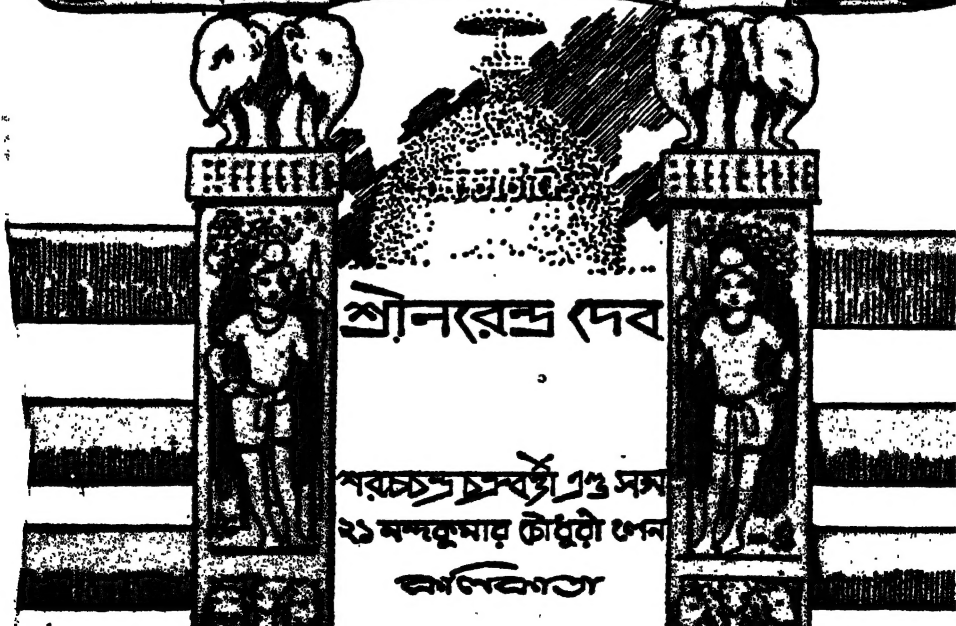 শ্রীনরেন্দ্র দেব
শরচ্চন্দ্র চক্রবর্ত্তী এণ্ড সন্স
২১ নন্দকুমার চৌধুরী লেন
কলিকাতা